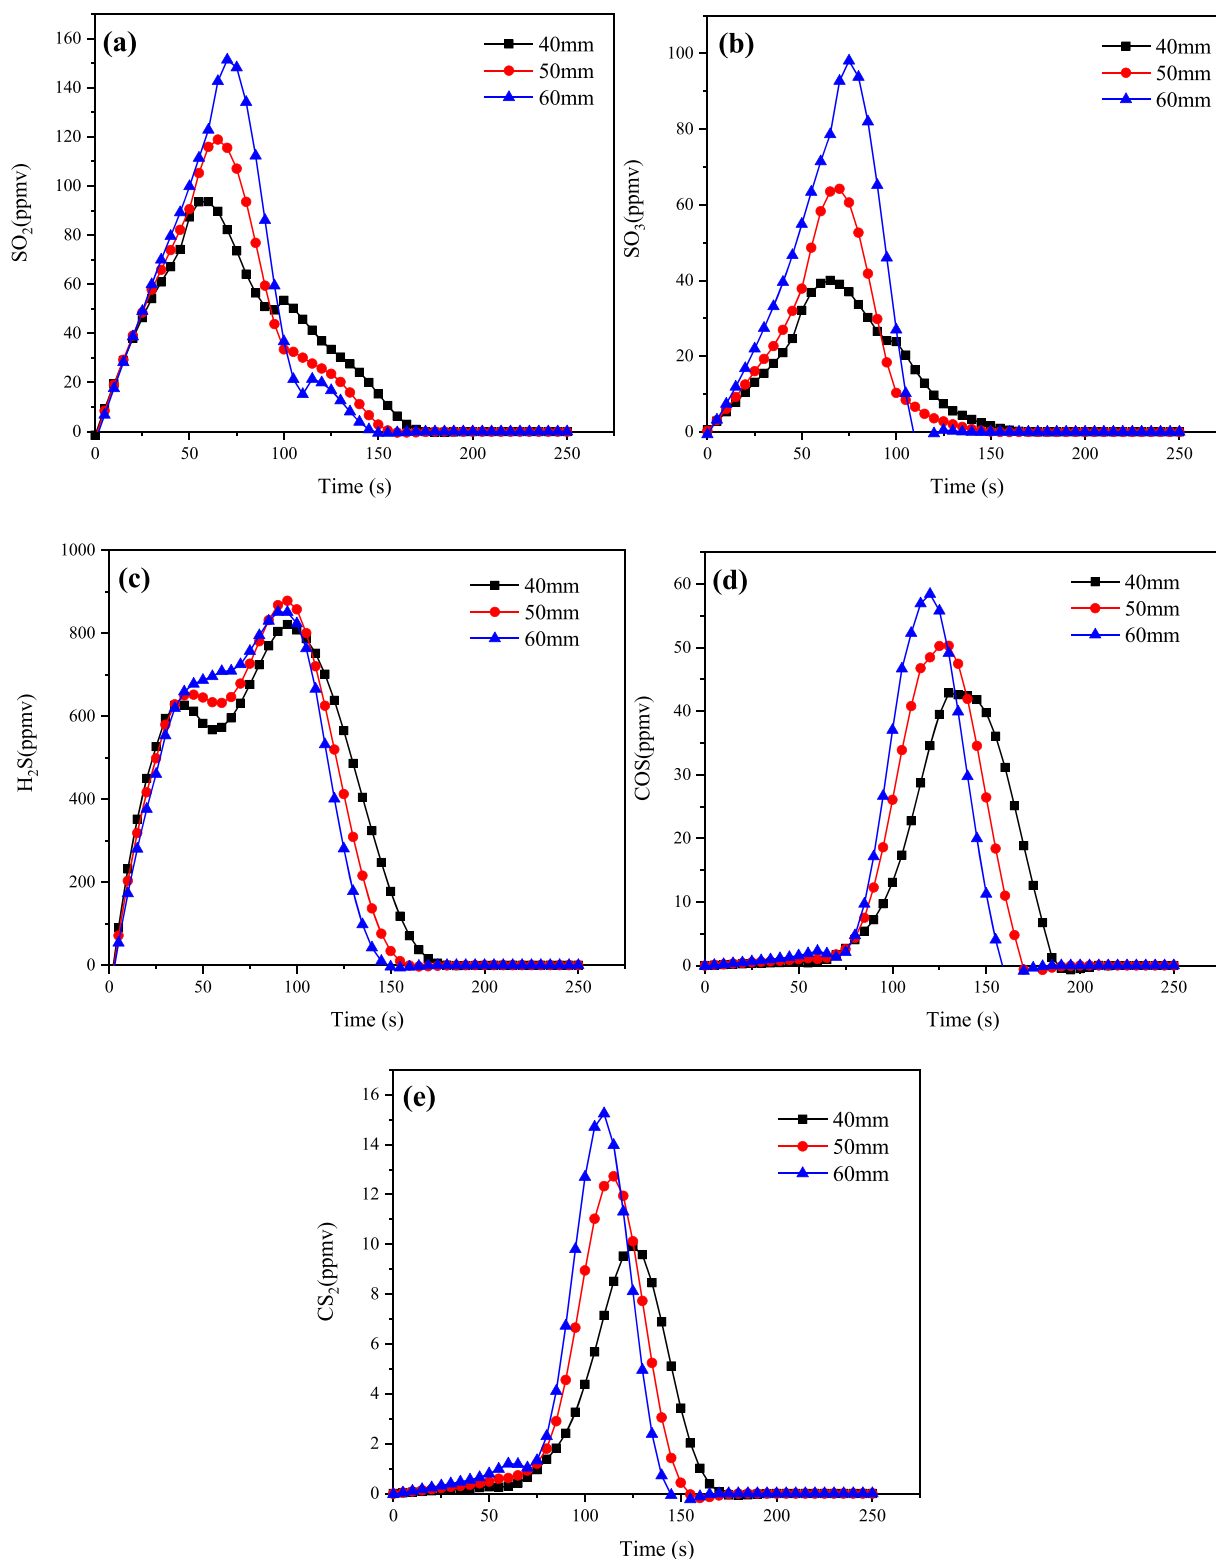 (a)
40mm
50mm
60mm
160
140
120
100
80
60
40
20
0
SO₂(ppmv)
0 50 100 150 200 250
Time (s)
(b)
40mm
50mm
60mm
100
80
60
40
20
0
SO₃(ppmv)
0 50 100 150 200 250
Time (s)
(c)
40mm
50mm
60mm
1000
800
600
400
200
0
H₂S(ppmv)
0 50 100 150 200 250
Time (s)
(d)
40mm
50mm
60mm
60
50
40
30
20
10
0
COS(ppmv)
0 50 100 150 200 250
Time (s)
(e)
40mm
50mm
60mm
16
14
12
10
8
6
4
2
0
CS₂(ppmv)
0 50 100 150 200 250
Time (s)